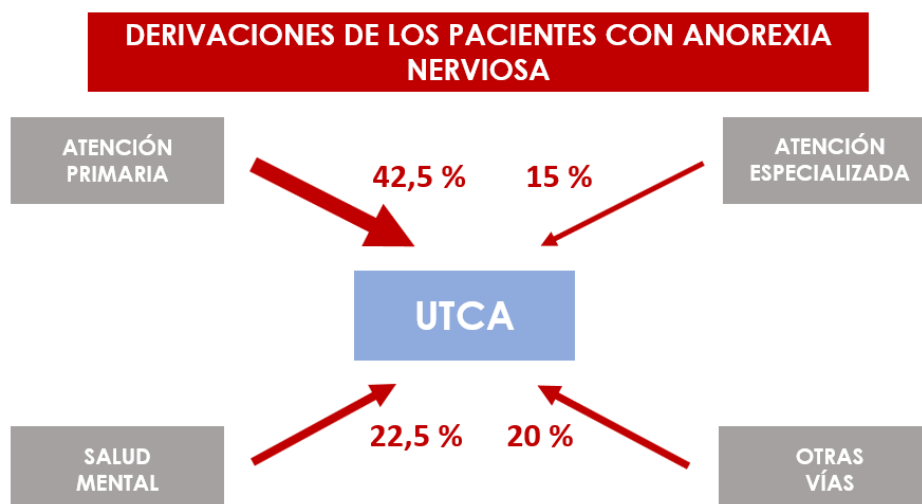 DERIVACIONES DE LOS PACIENTES CON ANOREXIA
NERVIOSA
ATENCIÓN
PRIMARIA
42,5 %
15 %
ATENCIÓN
ESPECIALIZADA
UTCA
SALUD
MENTAL
22,5 %
20 %
OTRAS
VÍAS